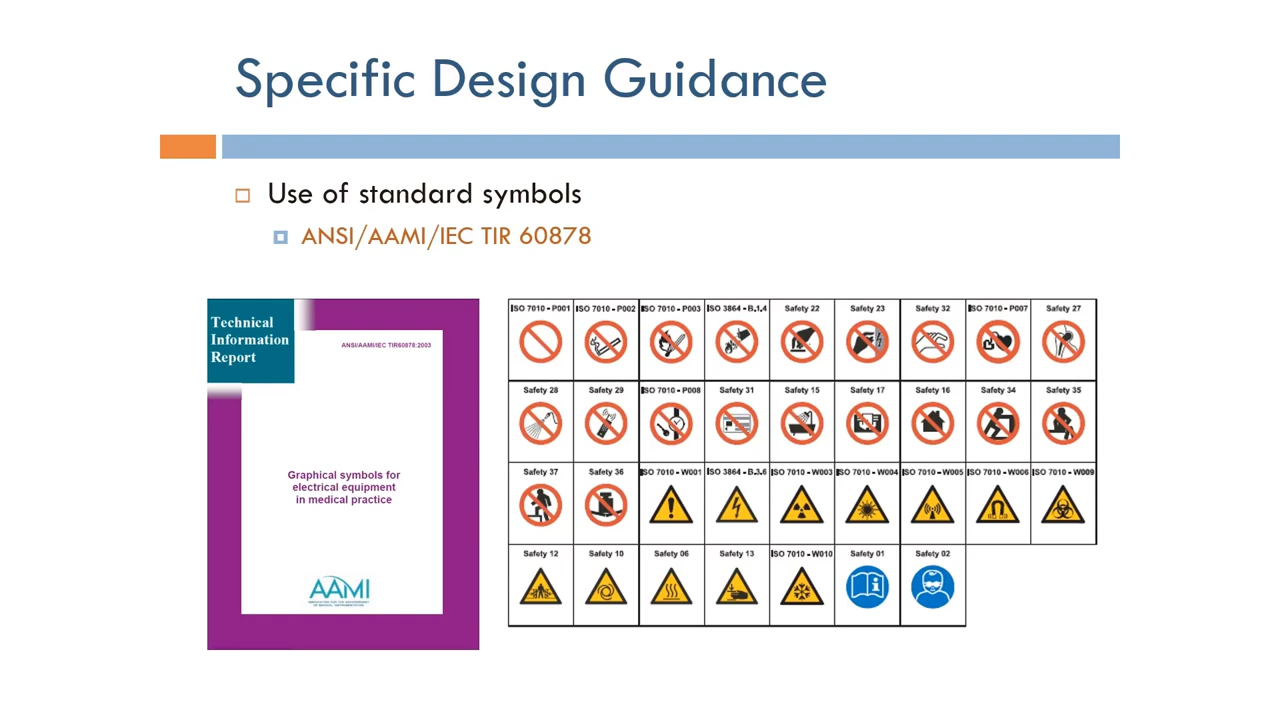 Specific Design Guidance
Use of standard symbols
ANSI/AAMI/IEC TIR 60878
Technical
Information
Report
ANSI/AAMI/IEC TIR60878:2003
Graphical symbols for
electrical equipment
in medical practice
AAMI
ISO 7010 - P001 ISO 7010 - P002 ISO 7010 - P003 ISO 3864 - B.1.4 Safety 22 Safety 23 Safety 32 ISO 7010 - P007 Safety 27
Safety 28 Safety 29 ISO 7010 - P008 Safety 31 Safety 15 Safety 17 Safety 16 Safety 34 Safety 35
Safety 37 Safety 36 ISO 7010 - W001 ISO 3864 - B.3.6 ISO 7010 - W003 ISO 7010 - W004 ISO 7010 - W005 ISO 7010 - W006 ISO 7010 - W009
Safety 12 Safety 10 Safety 06 Safety 13 ISO 7010 - W010 Safety 01 Safety 02